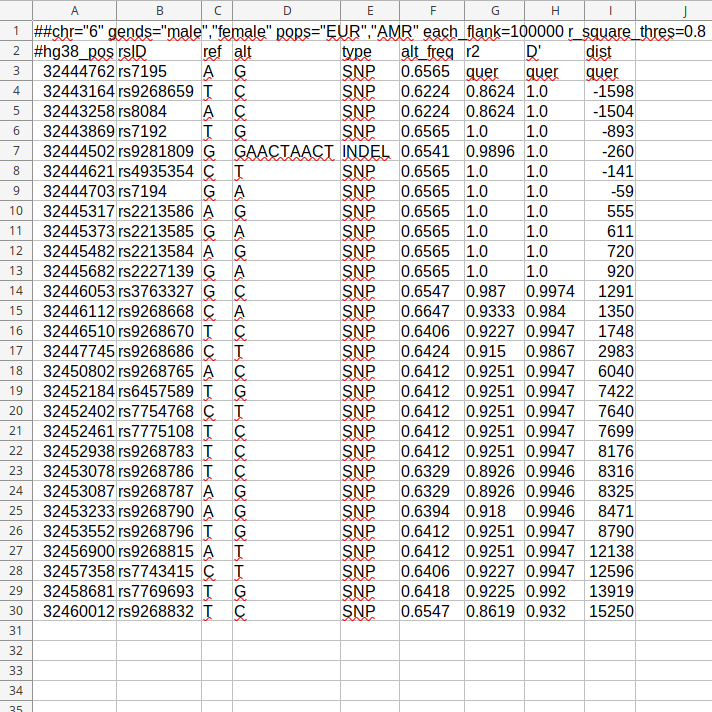 A B C D E F G H I J
1 ##chr="6" gends="male","female" pops="EUR","AMR" each_flank=100000 r_square_thres=0.8
2 #hg38_pos rsID ref alt type alt_freq r2 D' dist
3 32444762 rs7195 A G SNP 0.6565 quer quer quer
4 32443164 rs9268659 T C SNP 0.6224 0.8624 1.0 -1598
5 32443258 rs8084 A C SNP 0.6224 0.8624 1.0 -1504
6 32443869 rs7192 T G SNP 0.6565 1.0 1.0 -893
7 32444502 rs9281809 G GAACTAACT INDEL 0.6541 0.9896 1.0 -260
8 32444621 rs4935354 C T SNP 0.6565 1.0 1.0 -141
9 32444703 rs7194 G A SNP 0.6565 1.0 1.0 -59
10 32445317 rs2213586 A G SNP 0.6565 1.0 1.0 555
11 32445373 rs2213585 G A SNP 0.6565 1.0 1.0 611
12 32445482 rs2213584 A G SNP 0.6565 1.0 1.0 720
13 32445682 rs2227139 G A SNP 0.6565 1.0 1.0 920
14 32446053 rs3763327 G C SNP 0.6547 0.987 0.9974 1291
15 32446112 rs9268668 C A SNP 0.6647 0.9333 0.984 1350
16 32446510 rs9268670 T C SNP 0.6406 0.9227 0.9947 1748
17 32447745 rs9268686 C T SNP 0.6424 0.915 0.9867 2983
18 32450802 rs9268765 A C SNP 0.6412 0.9251 0.9947 6040
19 32452184 rs6457589 T G SNP 0.6412 0.9251 0.9947 7422
20 32452402 rs7754768 C T SNP 0.6412 0.9251 0.9947 7640
21 32452461 rs7775108 T C SNP 0.6412 0.9251 0.9947 7699
22 32452938 rs9268783 T C SNP 0.6412 0.9251 0.9947 8176
23 32453078 rs9268786 T C SNP 0.6329 0.8926 0.9946 8316
24 32453087 rs9268787 A G SNP 0.6329 0.8926 0.9946 8325
25 32453233 rs9268790 A G SNP 0.6394 0.918 0.9946 8471
26 32453552 rs9268796 T G SNP 0.6412 0.9251 0.9947 8790
27 32456900 rs9268815 A T SNP 0.6412 0.9251 0.9947 12138
28 32457358 rs7743415 C T SNP 0.6406 0.9227 0.9947 12596
29 32458681 rs7769693 T G SNP 0.6418 0.9225 0.992 13919
30 32460012 rs9268832 T C SNP 0.6547 0.8619 0.932 15250
31
32
33
34
35